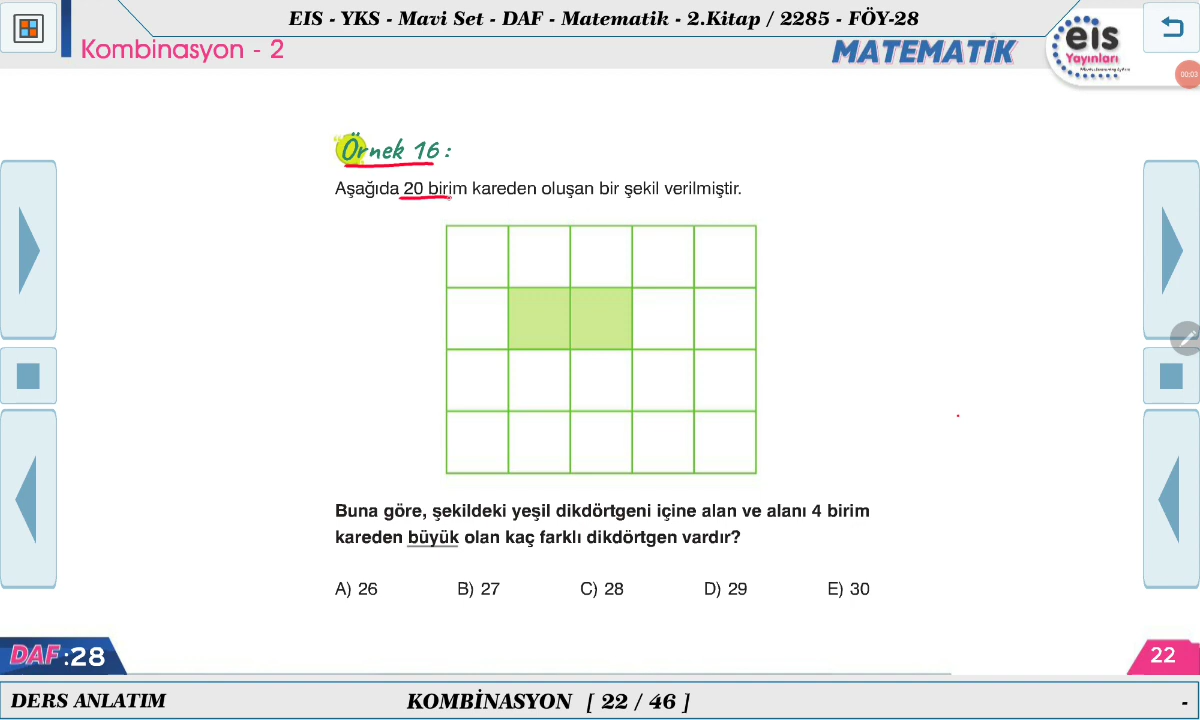 EIS - YKS - Mavi Set - DAF - Matematik - 2.Kitap / 2285 - FÖY-28
Kombinasyon - 2
MATEMATİK
eis
Yayınları
00:03
Örnek 16 :
Aşağıda 20 birim kareden oluşan bir şekil verilmiştir.
Buna göre, şekildeki yeşil dikdörtgeni içine alan ve alanı 4 birim
kareden büyük olan kaç farklı dikdörtgen vardır?
A) 26 B) 27 C) 28 D) 29 E) 30
DAF:28
22
DERS ANLATIM KOMBİNASYON [ 22 / 46 ] -